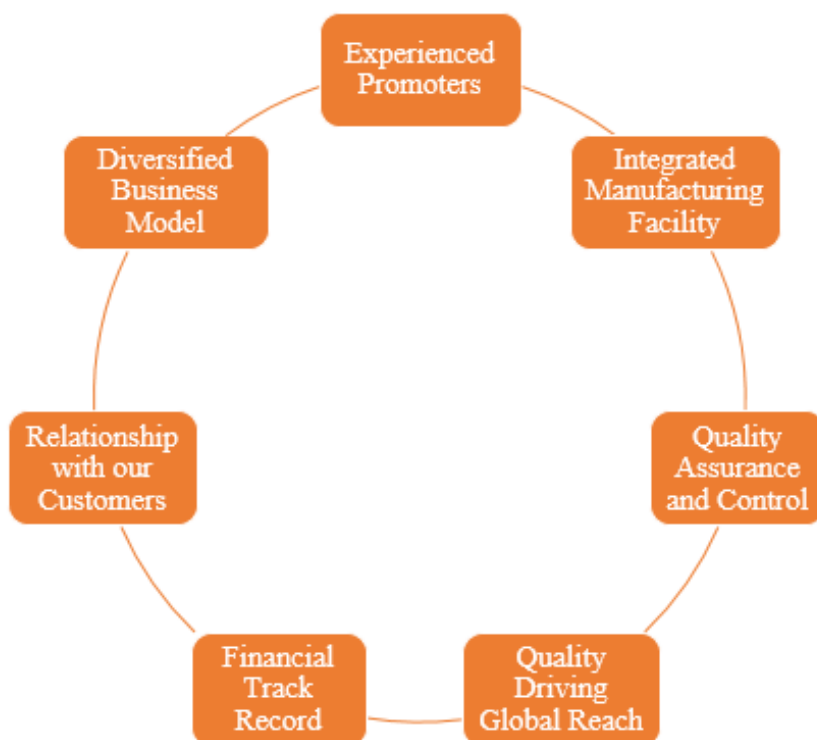 Experienced
Promoters
Integrated
Manufacturing
Facility
Quality
Assurance
and Control
Quality
Driving
Global Reach
Financial
Track
Record
Relationship
with our
Customers
Diversified
Business
Model